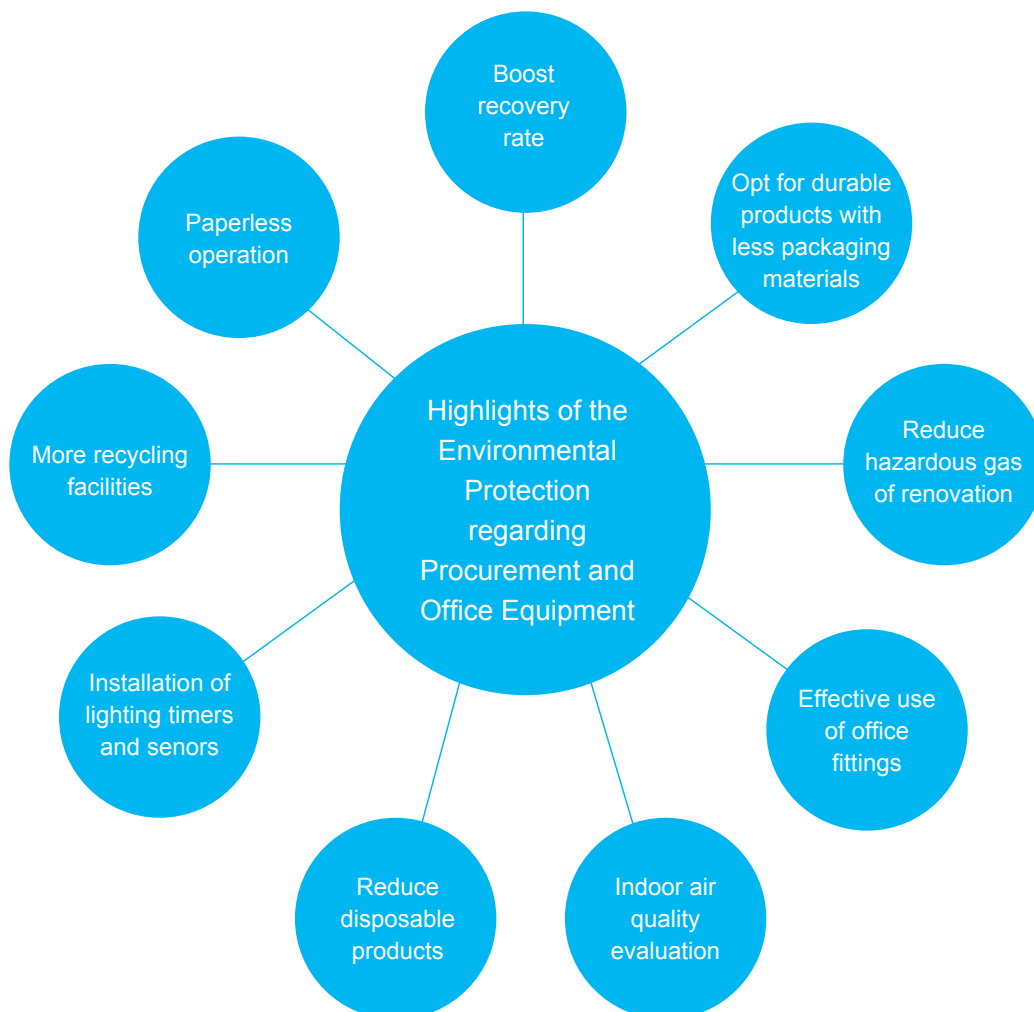 Boost
recovery
rate
Opt for durable
products with
less packaging
materials
Paperless
operation
Highlights of the
Environmental
Protection
regarding
Procurement and
Office Equipment
More recycling
facilities
Reduce
hazardous gas
of renovation
Installation of
lighting timers
and senors
Effective use
of office
fittings
Reduce
disposable
products
Indoor air
quality
evaluation